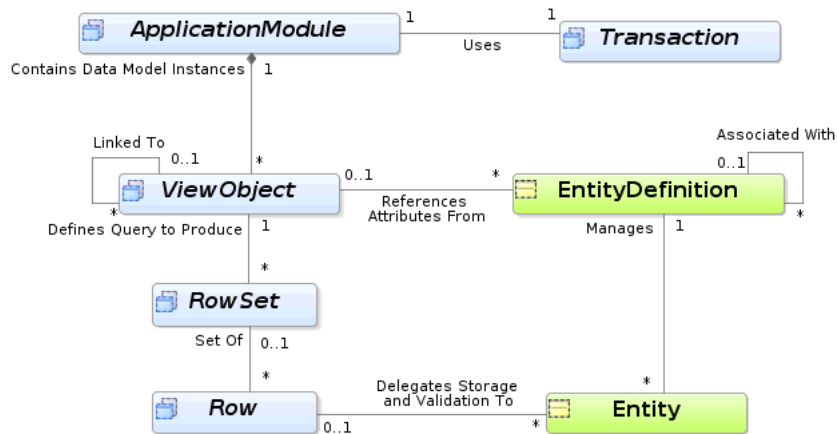 ApplicationModule
1
1
Transaction
Uses
Contains Data Model Instances
1
Linked To
0..1
*
Associated With
0..1
ViewObject
0..1
*
EntityDefinition
*
*
References
Attributes From
Defines Query to Produce
1
Manages
1
*
RowSet
Set Of
0..1
*
Delegates Storage
and Validation To
*
Row
0..1
*
Entity